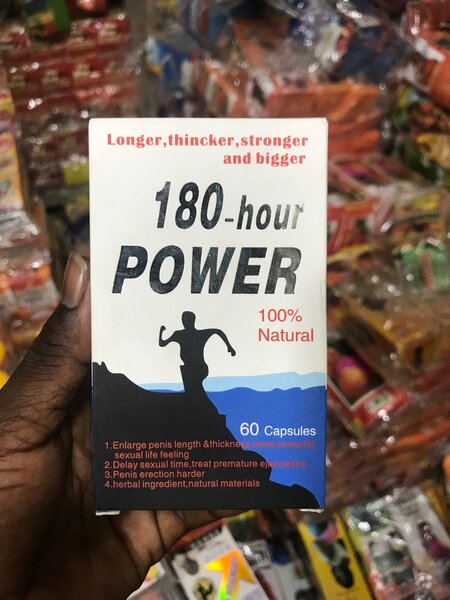 Longer,thincker,stronger
and bigger
180-hour
POWER
100%
Natural
60 Capsules
1.Enlarge penis length &thickness,more powerful
sexual life feeling
2.Delay sexual time,treat premature ejaculation
3.Penis erection harder
4.herbal ingredient,natural materials